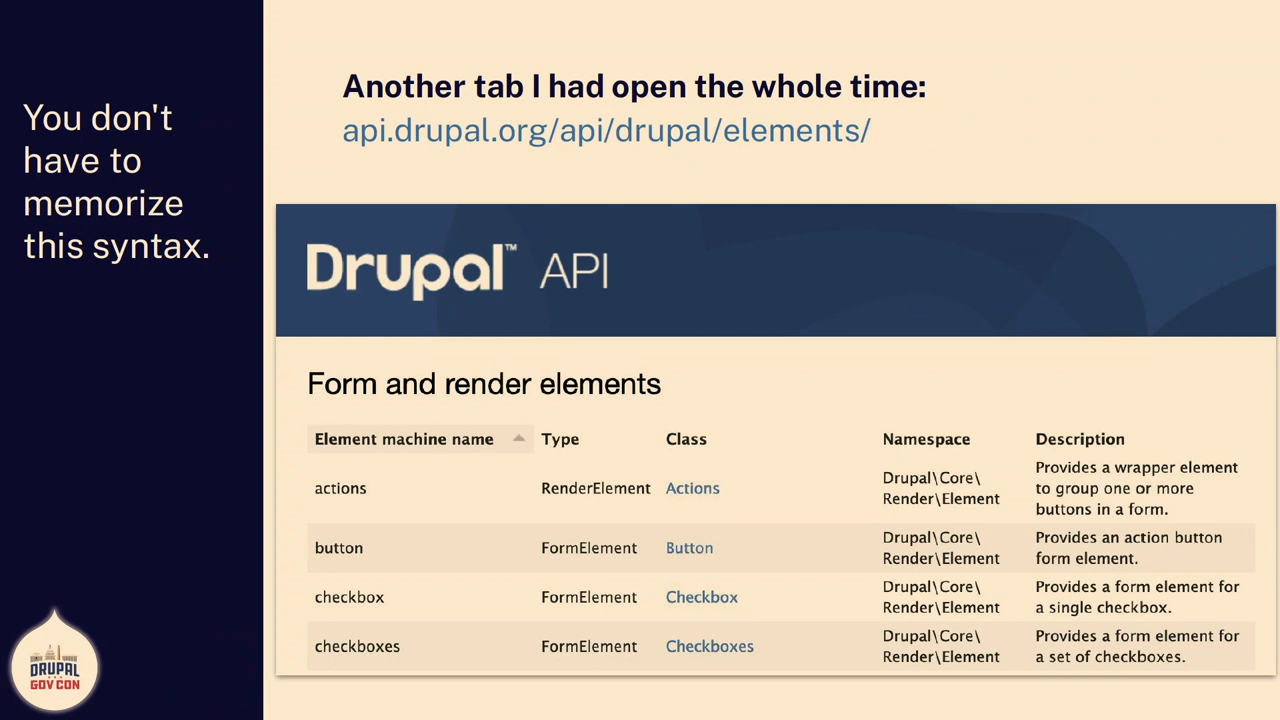 You don't
have to
memorize
this syntax.
Another tab I had open the whole time:
api.drupal.org/api/drupal/elements/
Drupal™ API
Form and render elements
Element machine name Type Class Namespace Description
actions RenderElement Actions Drupal\Core\ Provides a wrapper element
Render\Element to group one or more
buttons in a form.
button FormElement Button Drupal\Core\ Provides an action button
Render\Element form element.
checkbox FormElement Checkbox Drupal\Core\ Provides a form element for
Render\Element a single checkbox.
checkboxes FormElement Checkboxes Drupal\Core\ Provides a form element for
Render\Element a set of checkboxes.
DRUPAL
GOV CON